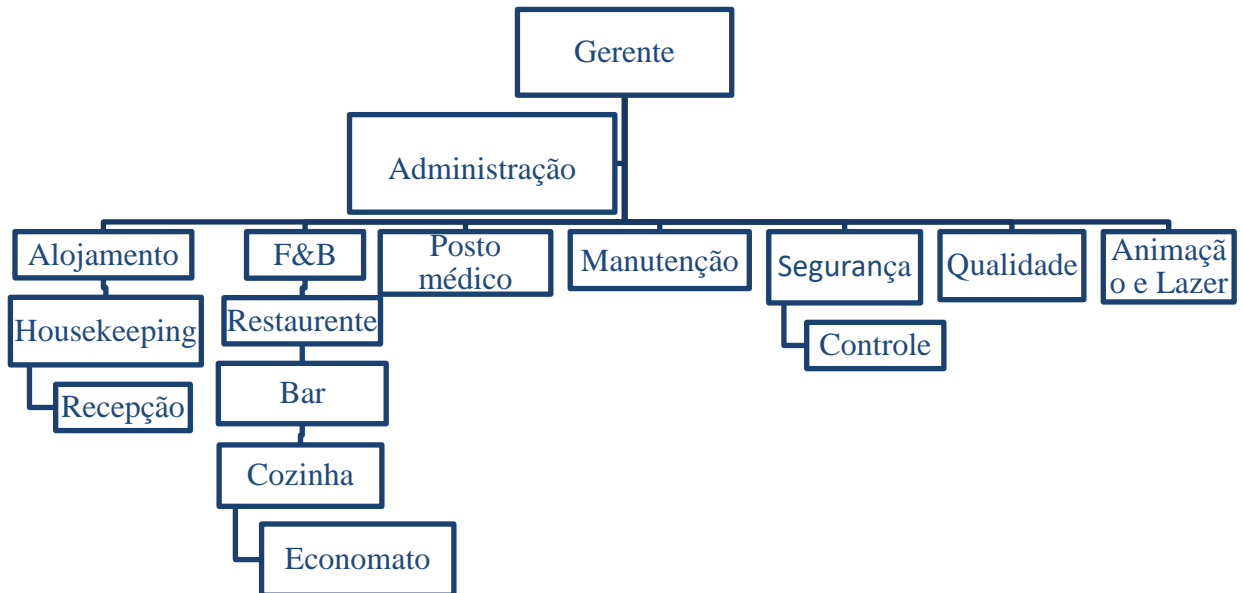 Gerente
Administração
Alojamento
F&B
Posto
médico
Manutenção
Segurança
Qualidade
Animaçã
o e Lazer
Housekeeping
Restaurente
Controle
Recepção
Bar
Cozinha
Economato